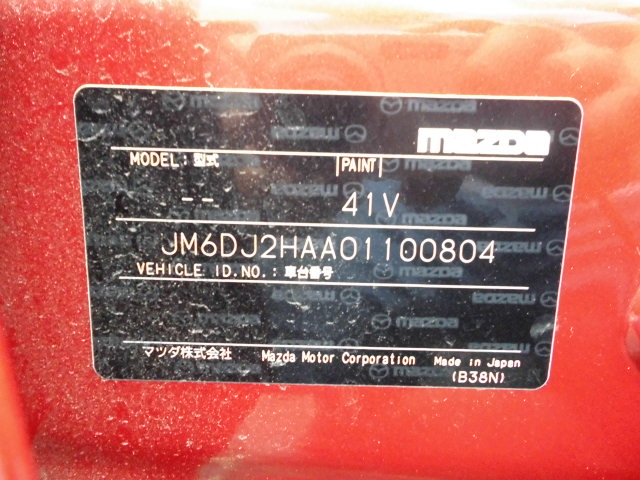 mazda
MODEL: 型式 PAINT
-- 41V
JM6DJ2HAA01100804
VEHICLE ID.NO.: 車台番号
マツダ株式会社 Mazda Motor Corporation Made in Japan
(B38N)